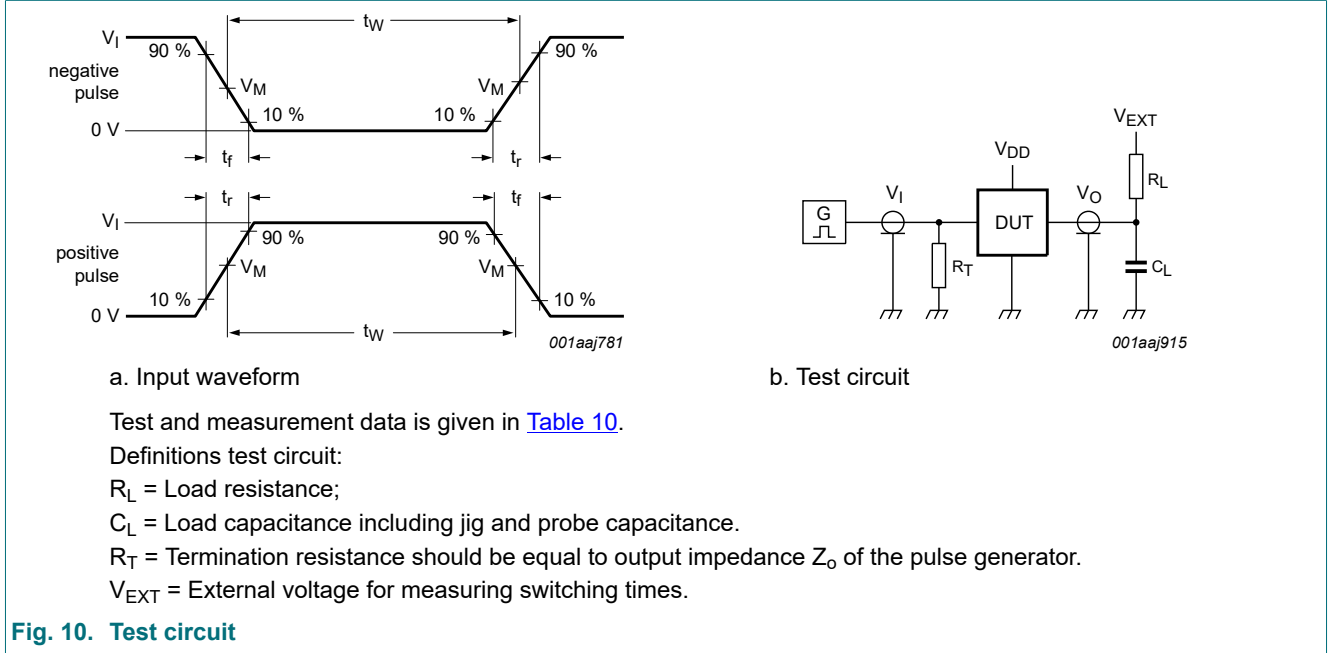 tW
VI
90 %
90 %
negative
pulse
VM
VM
10 %
10 %
0 V
tf
tr
tr
tf
VI
90 %
90 %
positive
pulse
VM
VM
10 %
10 %
0 V
tW
001aaj781
VEXT
VDD
RL
VI
VO
G
DUT
RT
CL
001aaj915
a. Input waveform
b. Test circuit
Test and measurement data is given in Table 10.
Definitions test circuit:
RL = Load resistance;
CL = Load capacitance including jig and probe capacitance.
RT = Termination resistance should be equal to output impedance Zo of the pulse generator.
VEXT = External voltage for measuring switching times.
Fig. 10. Test circuit